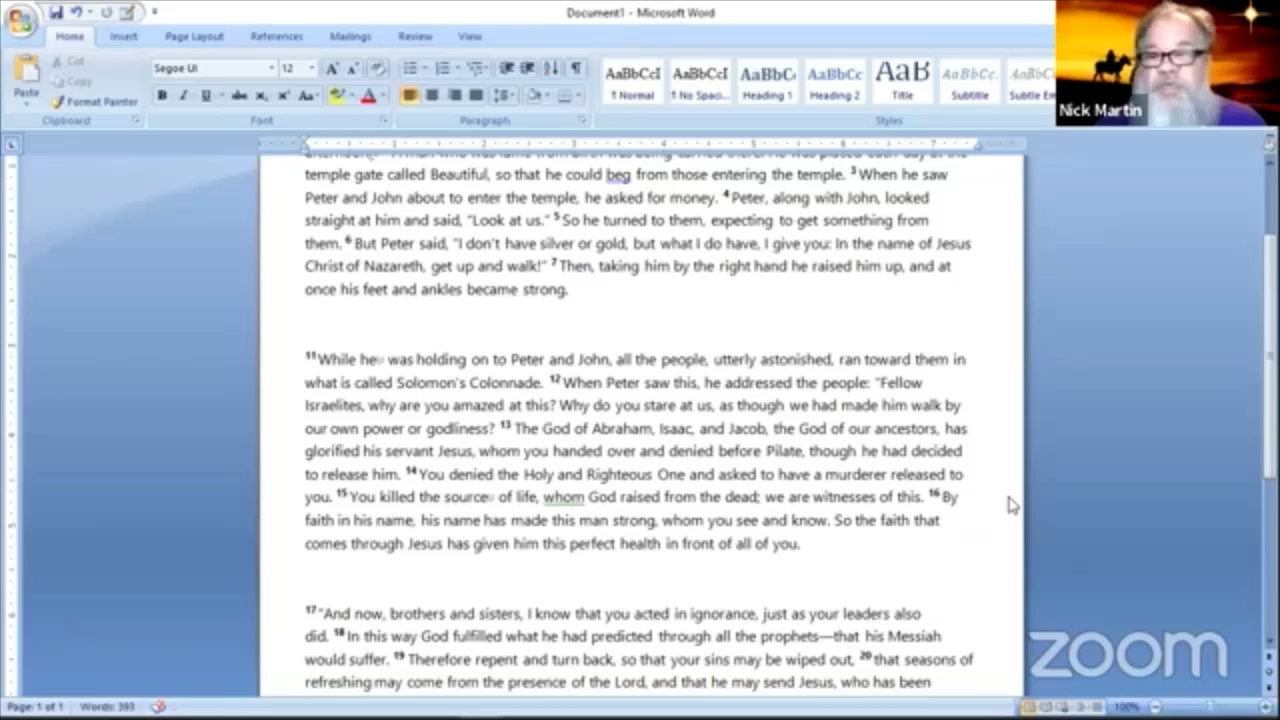 Document1 - Microsoft Word
Home Insert Page Layout References Mailings Review View
Paste
Cut
Copy
Format Painter
Clipboard
Segoe UI 12
Font
Paragraph
AaBbCcI AaBbCcI AaBbC AaBbCc AaB AaBbCc. AaBbCc
¶ Normal ¶ No Spaci... Heading 1 Heading 2 Title Subtitle Subtle Em
Styles
Nick Martin
temple gate called Beautiful, so that he could beg from those entering the temple. 3 When he saw
Peter and John about to enter the temple, he asked for money. 4 Peter, along with John, looked
straight at him and said, "Look at us." 5 So he turned to them, expecting to get something from
them. 6 But Peter said, "I don't have silver or gold, but what I do have, I give you: In the name of Jesus
Christ of Nazareth, get up and walk!" 7 Then, taking him by the right hand he raised him up, and at
once his feet and ankles became strong.
11 While he was holding on to Peter and John, all the people, utterly astonished, ran toward them in
what is called Solomon's Colonnade. 12 When Peter saw this, he addressed the people: "Fellow
Israelites, why are you amazed at this? Why do you stare at us, as though we had made him walk by
our own power or godliness? 13 The God of Abraham, Isaac, and Jacob, the God of our ancestors, has
glorified his servant Jesus, whom you handed over and denied before Pilate, though he had decided
to release him. 14 You denied the Holy and Righteous One and asked to have a murderer released to
you. 15 You killed the source of life, whom God raised from the dead; we are witnesses of this. 16 By
faith in his name, his name has made this man strong, whom you see and know. So the faith that
comes through Jesus has given him this perfect health in front of all of you.
17 "And now, brothers and sisters, I know that you acted in ignorance, just as your leaders also
did. 18 In this way God fulfilled what he had predicted through all the prophets—that his Messiah
would suffer. 19 Therefore repent and turn back, so that your sins may be wiped out, 20 that seasons of
refreshing may come from the presence of the Lord, and that he may send Jesus, who has been
zoom
Page: 1 of 1 Words: 393
100%